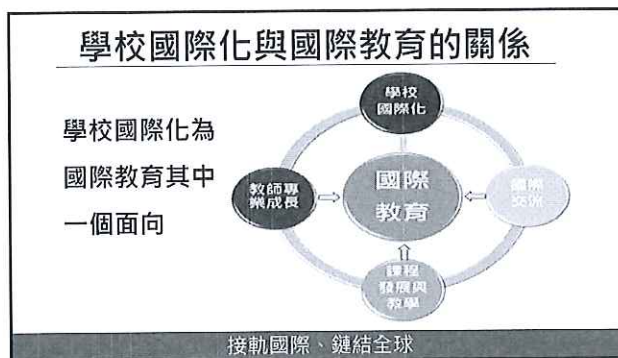 學校國際化與國際教育的關係
學校國際化為
國際教育其中
一個面向
學校
國際化
教師專
業成長
國際
教育
國際
交流
課程
發展與
教學
接軌國際、鏈結全球